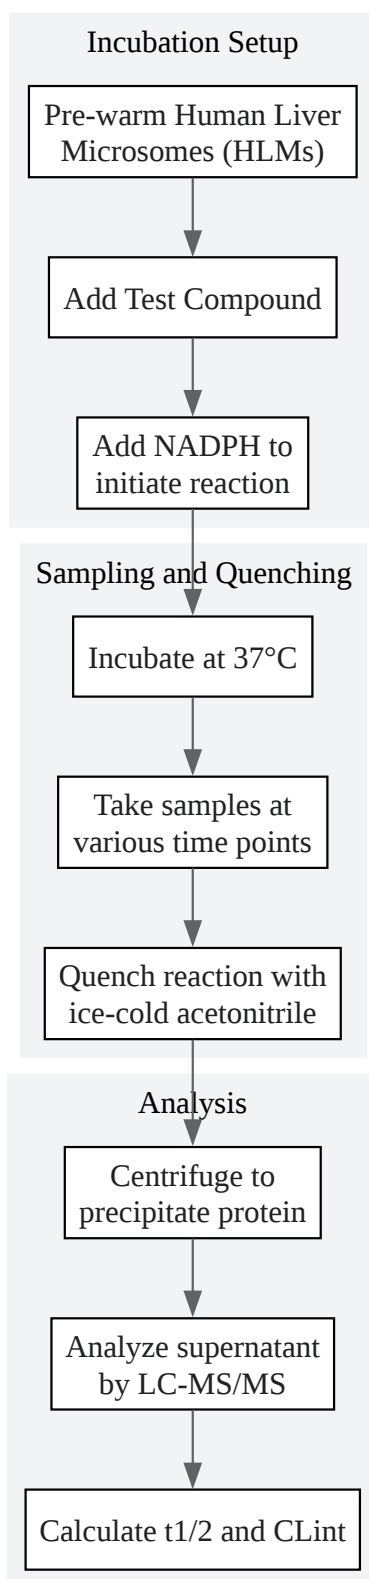 Incubation Setup
Pre-warm Human Liver
Microsomes (HLMs)
Add Test Compound
Add NADPH to
initiate reaction
Sampling and Quenching
Incubate at 37°C
Take samples at
various time points
Quench reaction with
ice-cold acetonitrile
Analysis
Centrifuge to
precipitate protein
Analyze supernatant
by LC-MS/MS
Calculate t1/2 and CLint